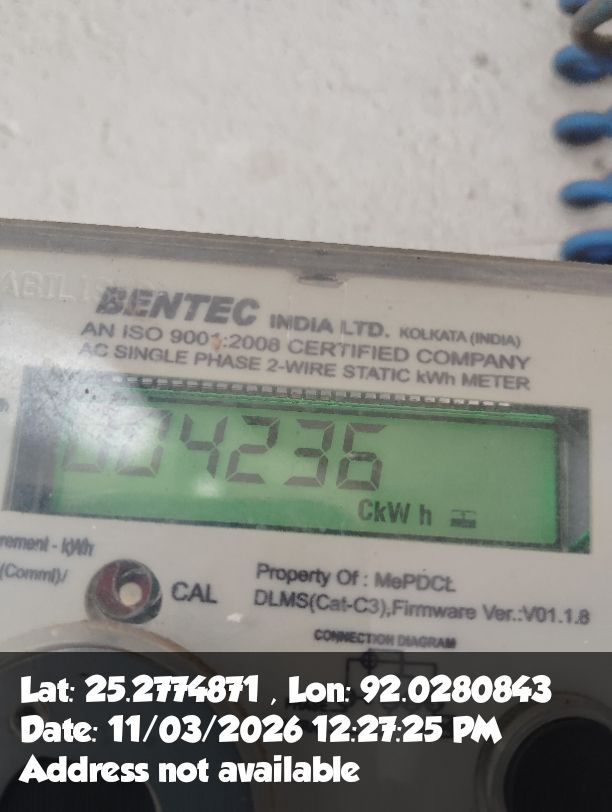 BENTEC INDIA LTD. KOLKATA (INDIA)
AN ISO 9001:2008 CERTIFIED COMPANY
AC SINGLE PHASE 2-WIRE STATIC kWh METER
004236
CkW h
rement - kWh
(Comml)/
CAL
Property Of : MePDCL
DLMS(Cat-C3),Firmware Ver.:V01.1.8
CONNECTION DIAGRAM
Lat: 25.2774871 , Lon: 92.0280843
Date: 11/03/2026 12:27:25 PM
Address not available